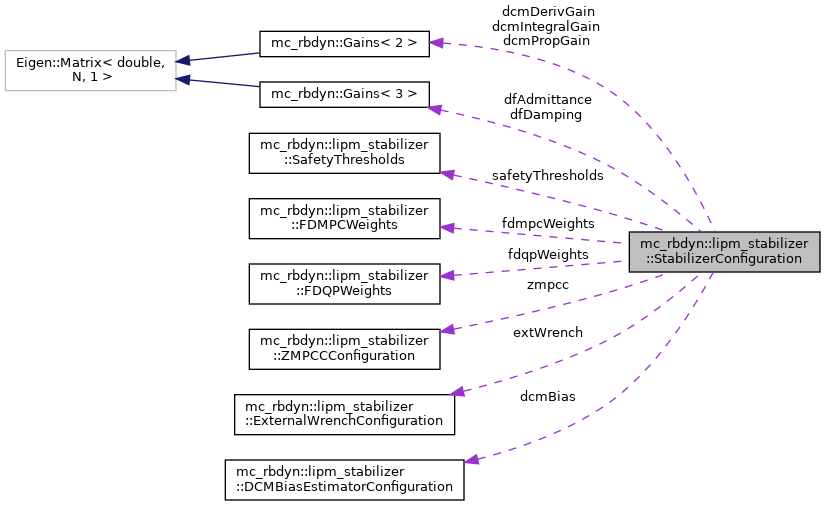 dcmDerivGain
dcmIntegralGain
dcmPropGain
mc_rbdyn::Gains< 2 >
Eigen::Matrix< double,
N, 1 >
mc_rbdyn::Gains< 3 >
dfAdmittance
dfDamping
mc_rbdyn::lipm_stabilizer
::SafetyThresholds
safetyThresholds
mc_rbdyn::lipm_stabilizer
::FDMPCWeights
fdmpcWeights
mc_rbdyn::lipm_stabilizer
::StabilizerConfiguration
fdqpWeights
mc_rbdyn::lipm_stabilizer
::FDQPWeights
zmpcc
mc_rbdyn::lipm_stabilizer
::ZMPCCConfiguration
extWrench
mc_rbdyn::lipm_stabilizer
::ExternalWrenchConfiguration
dcmBias
mc_rbdyn::lipm_stabilizer
::DCMBiasEstimatorConfiguration